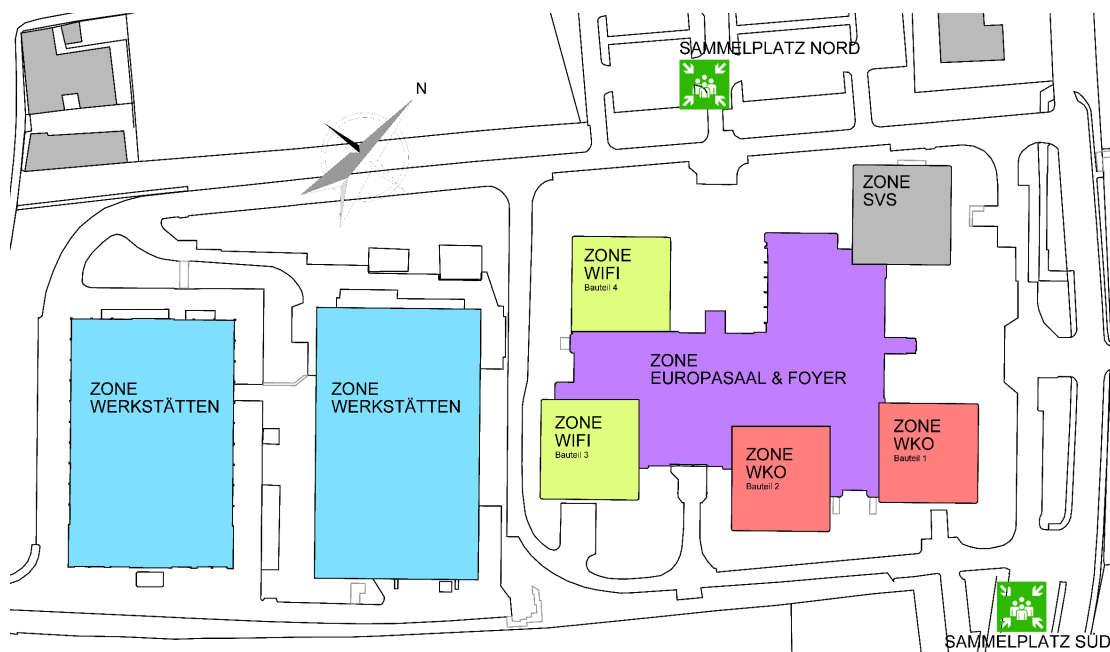 SAMMELPLATZ NORD
N
ZONE
SVS
ZONE
WIFI
Bauteil 4
ZONE
EUROPASAAL & FOYER
ZONE
WERKSTÄTTEN
ZONE
WERKSTÄTTEN
ZONE
WIFI
Bauteil 3
ZONE
WKO
Bauteil 2
ZONE
WKO
Bauteil 1
SAMMELPLATZ SÜD